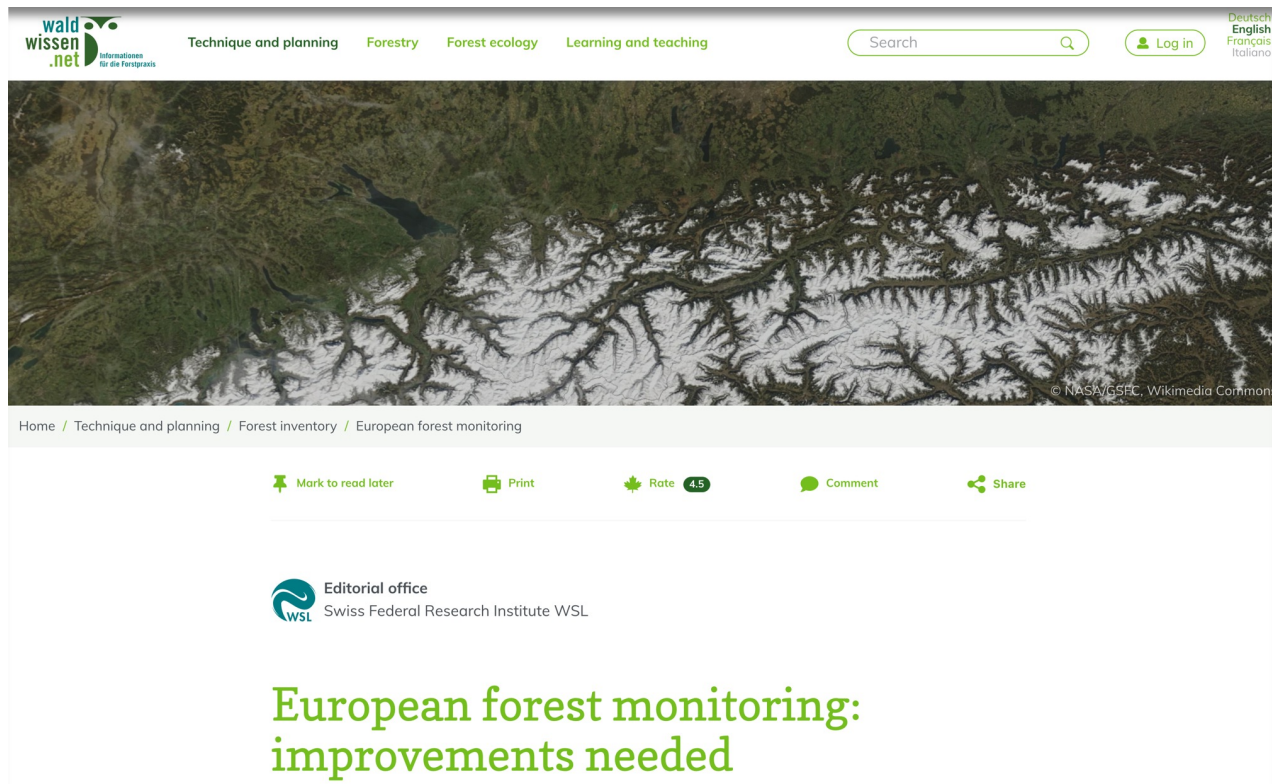 wald
wissen
.net
Informationen
für die Forstpraxis
Technique and planning
Forestry
Forest ecology
Learning and teaching
Search
Log in
Deutsch
English
Français
Italiano
© NASA/GSFC, Wikimedia Commons
Home / Technique and planning / Forest inventory / European forest monitoring
Mark to read later
Print
Rate 4.5
Comment
Share
WSL
Editorial office
Swiss Federal Research Institute WSL
European forest monitoring:
improvements needed